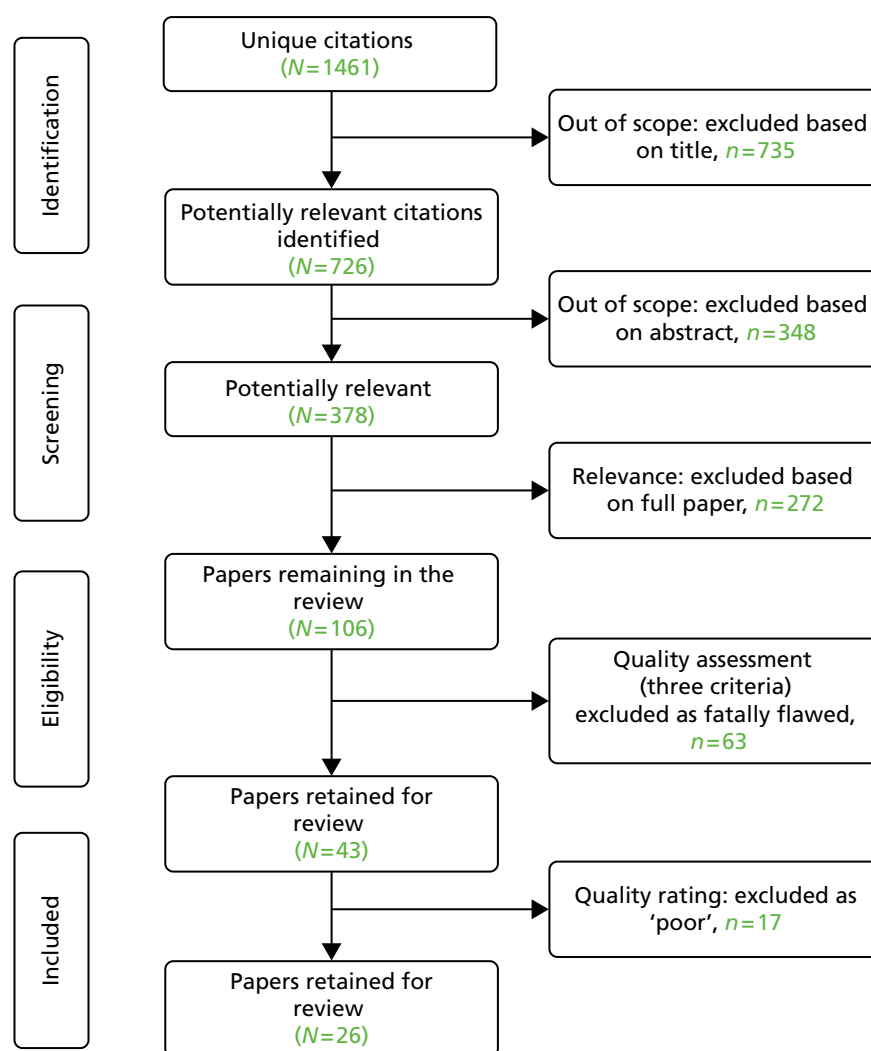 Identification
Unique citations
(N=1461)
Out of scope: excluded based
on title, n=735
Potentially relevant citations
identified
(N=726)
Screening
Out of scope: excluded based
on abstract, n=348
Potentially relevant
(N=378)
Relevance: excluded based
on full paper, n=272
Eligibility
Papers remaining in the
review
(N=106)
Quality assessment
(three criteria)
excluded as fatally flawed,
n=63
Papers retained for
review
(N=43)
Included
Quality rating: excluded as
‘poor’, n=17
Papers retained for
review
(N=26)